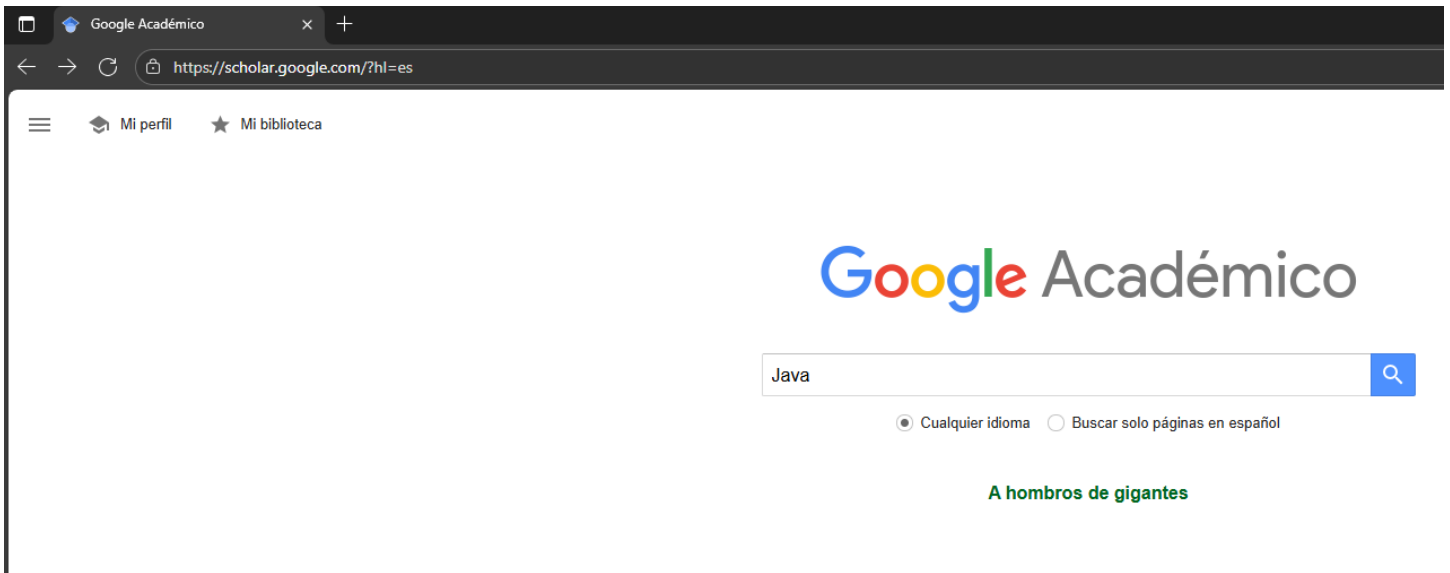 Google Académico
https://scholar.google.com/?hl=es
Mi perfil Mi biblioteca
Google Académico
Java
Cualquier idioma Buscar solo páginas en español
A hombros de gigantes